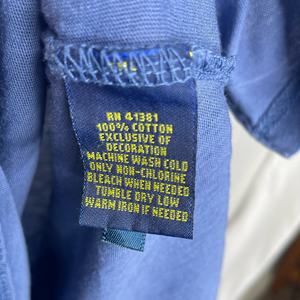 RN 41381
100% COTTON
EXCLUSIVE OF
DECORATION
MACHINE WASH COLD
ONLY NON-CHLORINE
BLEACH WHEN NEEDED
TUMBLE DRY LOW
WARM IRON IF NEEDED